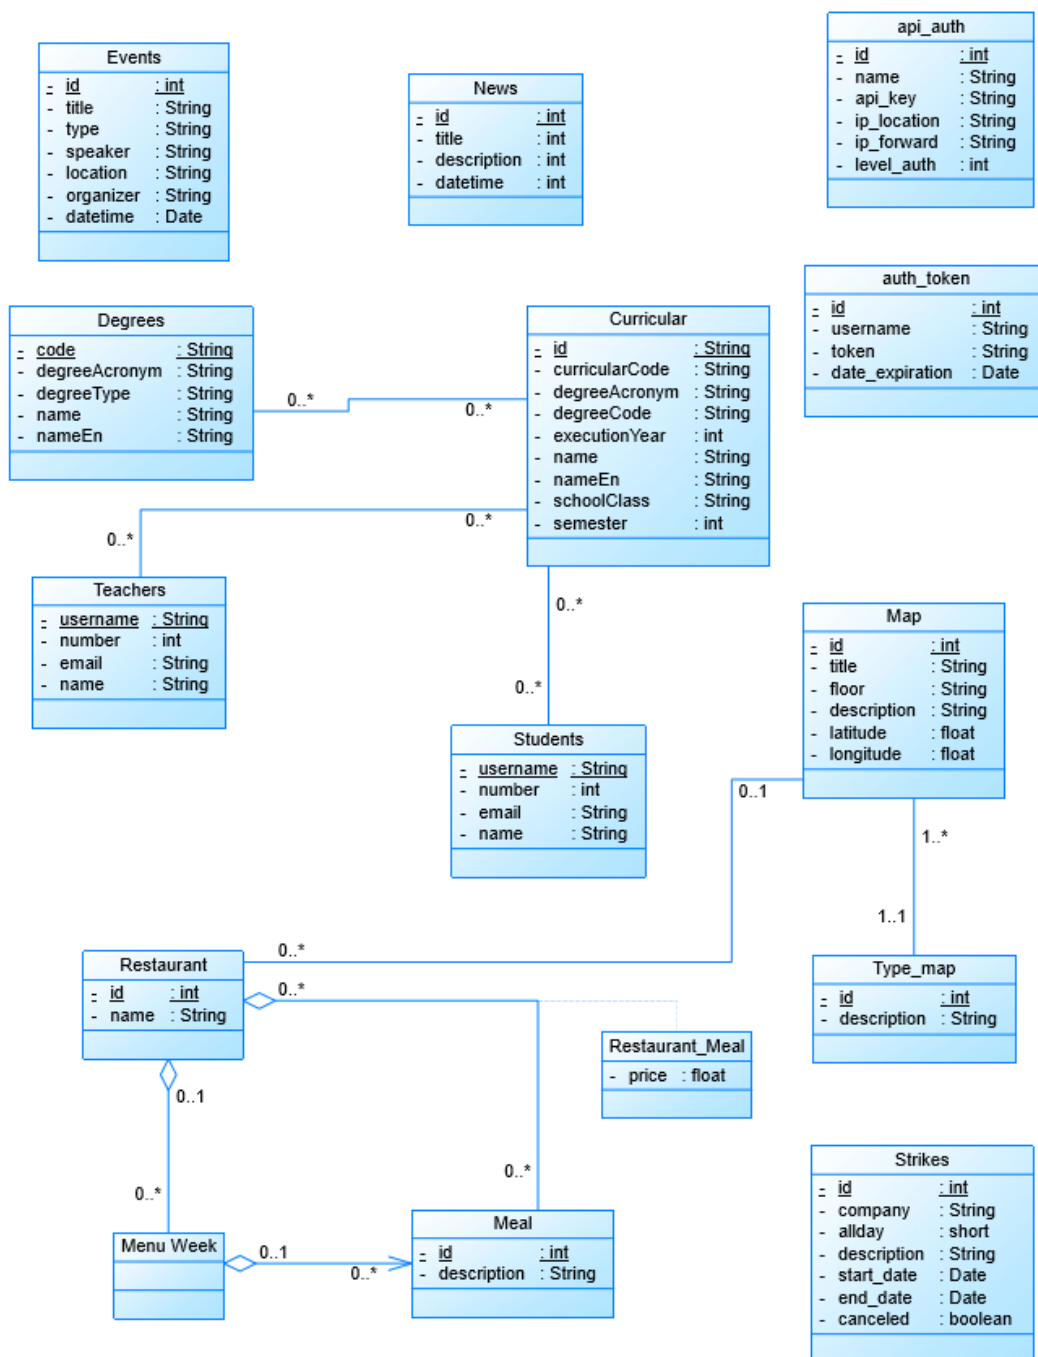 Events
- id : int
- title : String
- type : String
- speaker : String
- location : String
- organizer : String
- datetime : Date
News
- id : int
- title : int
- description : int
- datetime : int
api_auth
- id : int
- name : String
- api_key : String
- ip_location : String
- ip_forward : String
- level_auth : int
auth_token
- id : int
- username : String
- token : String
- date_expiration : Date
Degrees
- code : String
- degreeAcronym : String
- degreeType : String
- name : String
- nameEn : String
0..*
0..*
Curricular
- id : String
- curricularCode : String
- degreeAcronym : String
- degreeCode : String
- executionYear : int
- name : String
- nameEn : String
- schoolClass : String
- semester : int
0..*
0..*
Teachers
- username : String
- number : int
- email : String
- name : String
0..*
0..*
Students
- username : String
- number : int
- email : String
- name : String
Map
- id : int
- title : String
- floor : String
- description : String
- latitude : float
- longitude : float
0..1
1..*
1..1
0..*
Type_map
- id : int
- description : String
Restaurant
- id : int
- name : String
0..*
Restaurant_Meal
- price : float
0..1
0..*
0..*
Menu Week
0..1
0..*
Meal
- id : int
- description : String
Strikes
- id : int
- company : String
- allday : short
- description : String
- start_date : Date
- end_date : Date
- canceled : boolean